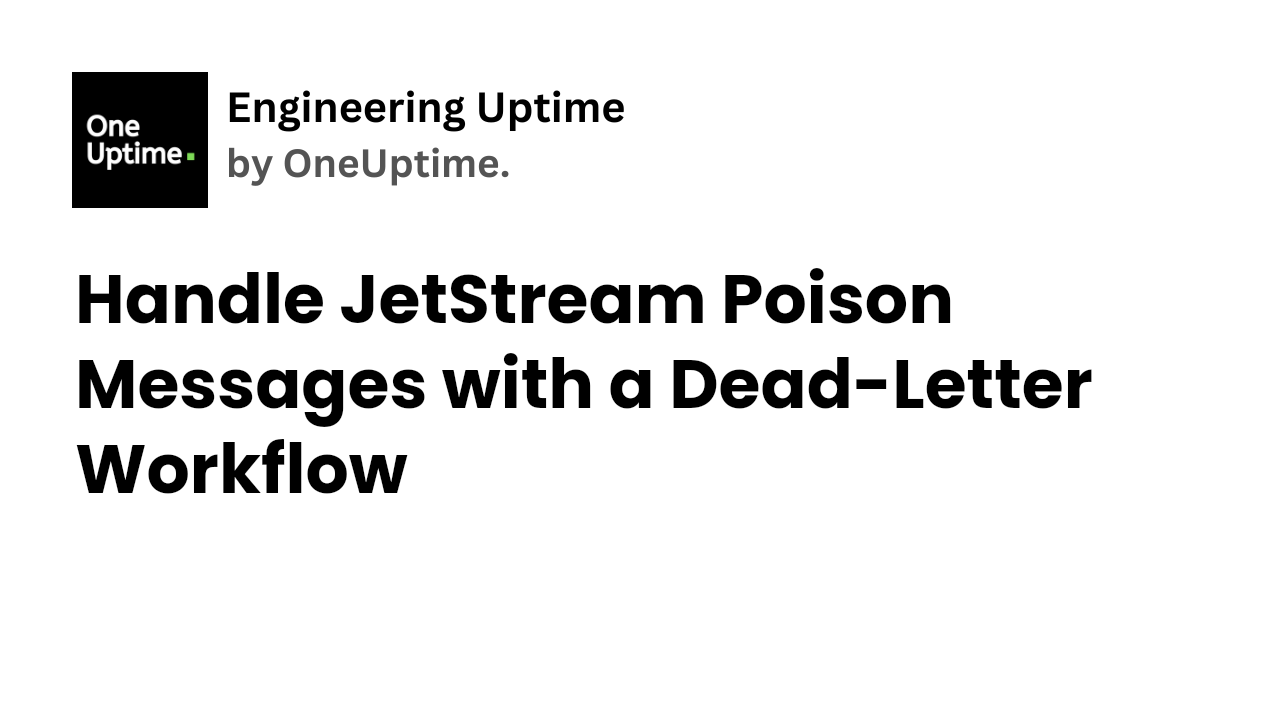 One
Uptime.
Engineering Uptime
by OneUptime.
Handle JetStream Poison
Messages with a Dead-Letter
Workflow